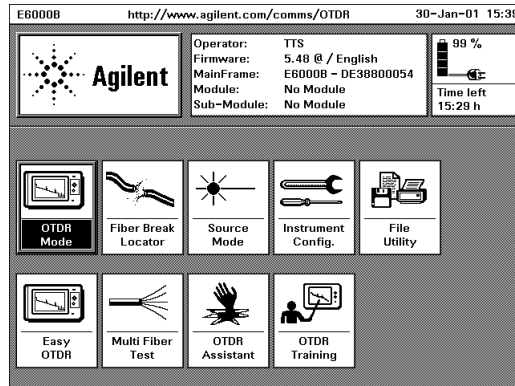 E6000B http://www.agilent.com/comms/OTDR 30-Jan-01 15:39
Agilent
Operator: TTS
Firmware: 5.48 @ / English
MainFrame: E6000B - DE38800054
Module: No Module
Sub-Module: No Module
99 %
Time left
15:29 h
OTDR
Mode
Fiber Break
Locator
Source
Mode
Instrument
Config.
File
Utility
Easy
OTDR
Multi Fiber
Test
OTDR
Assistant
OTDR
Training